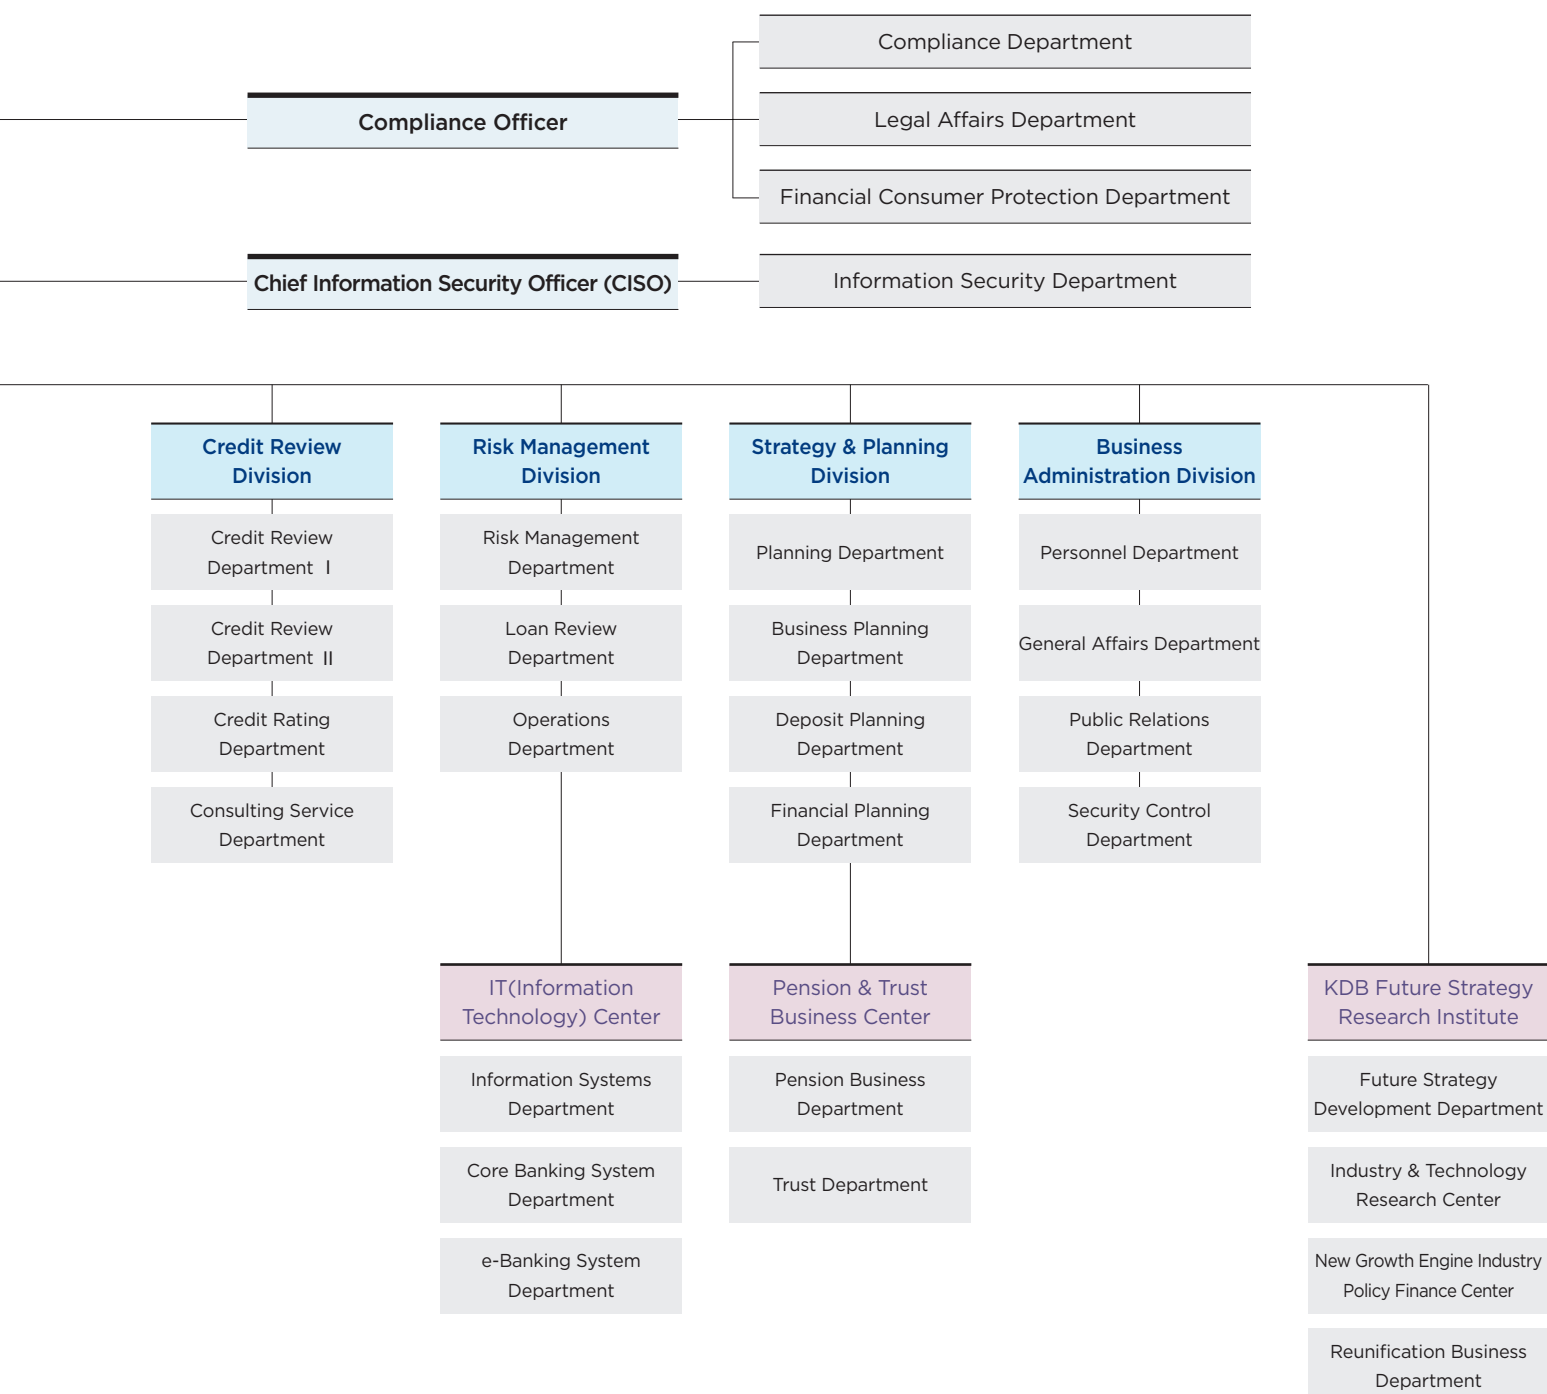 Compliance Department
Compliance Officer
Legal Affairs Department
Financial Consumer Protection Department
Chief Information Security Officer (CISO)
Information Security Department
Credit Review
Division
Credit Review
Department Ⅰ
Credit Review
Department Ⅱ
Credit Rating
Department
Consulting Service
Department
Risk Management
Division
Risk Management
Department
Loan Review
Department
Operations
Department
IT(Information
Technology) Center
Information Systems
Department
Core Banking System
Department
e-Banking System
Department
Strategy & Planning
Division
Planning Department
Business Planning
Department
Deposit Planning
Department
Financial Planning
Department
Pension & Trust
Business Center
Pension Business
Department
Trust Department
Business
Administration Division
Personnel Department
General Affairs Department
Public Relations
Department
Security Control
Department
KDB Future Strategy
Research Institute
Future Strategy
Development Department
Industry & Technology
Research Center
New Growth Engine Industry
Policy Finance Center
Reunification Business
Department